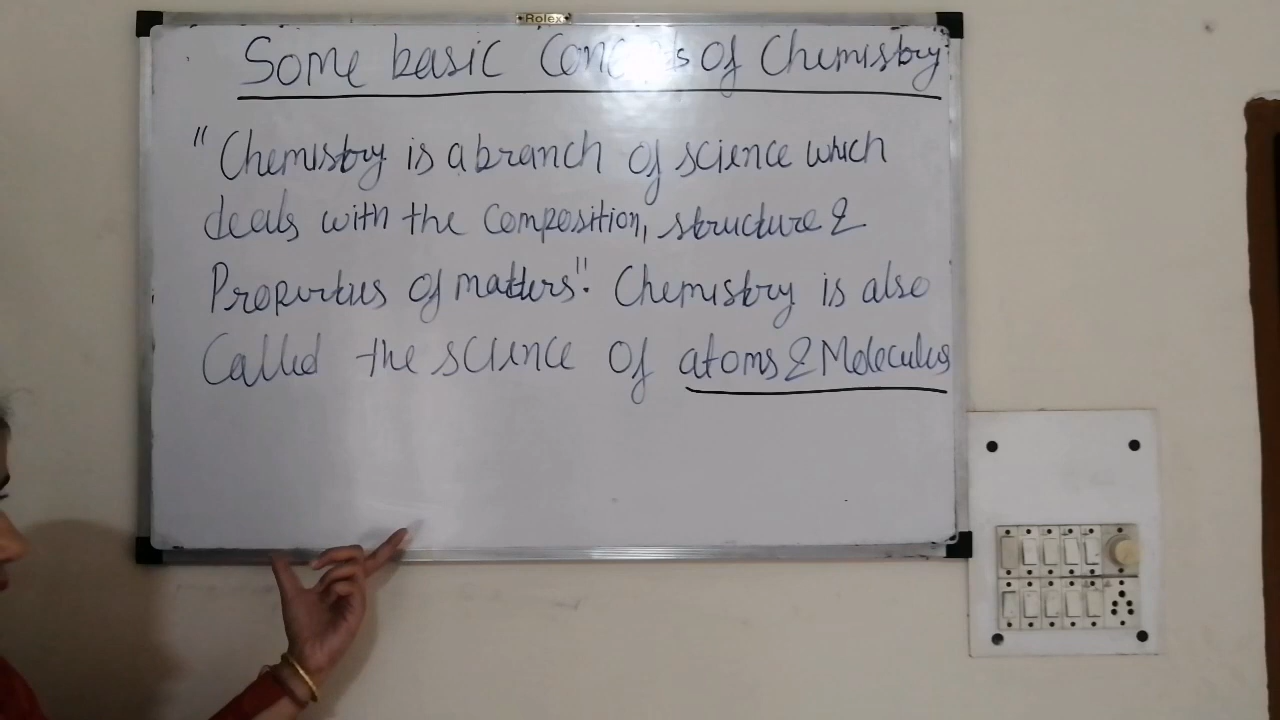 Rolex
Some basic Concepts of Chemistry
"Chemistry is a branch of science which
deals with the composition, structure &
Properties of matters". Chemistry is also
Called the science of atoms & Molecules